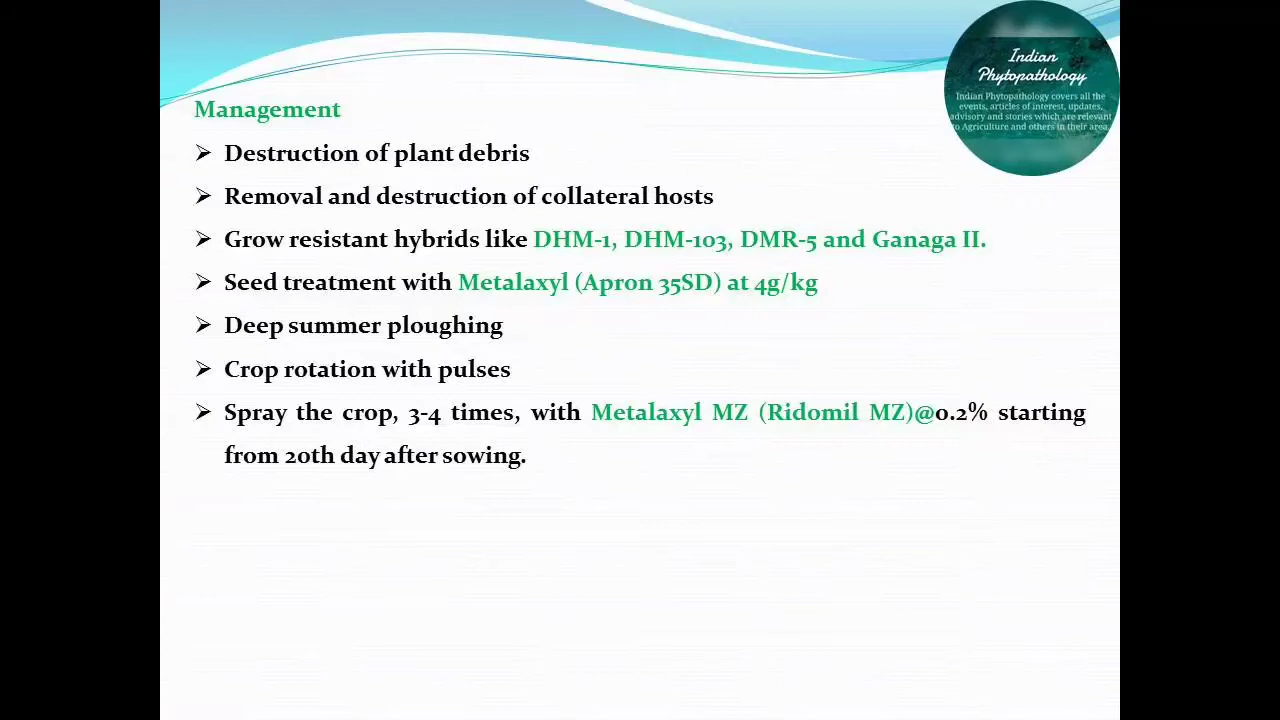 Indian
Phytopathology
Indian Phytopathology covers all the
events, articles of interest, updates,
advisory and stories which are relevant
to Agriculture and others in their area.
Management
➢ Destruction of plant debris
➢ Removal and destruction of collateral hosts
➢ Grow resistant hybrids like DHM-1, DHM-103, DMR-5 and Ganaga II.
➢ Seed treatment with Metalaxyl (Apron 35SD) at 4g/kg
➢ Deep summer ploughing
➢ Crop rotation with pulses
➢ Spray the crop, 3-4 times, with Metalaxyl MZ (Ridomil MZ)@0.2% starting
from 20th day after sowing.